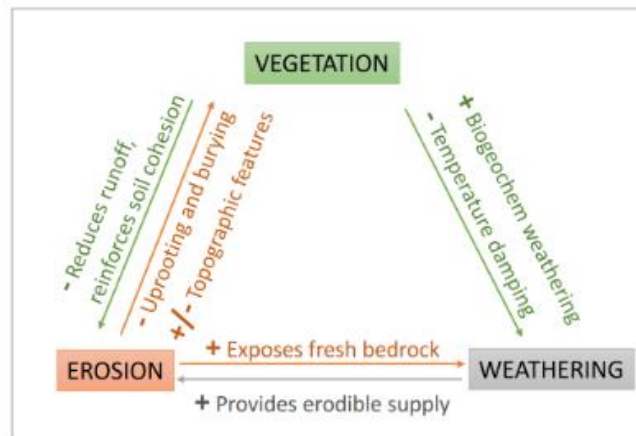 VEGETATION
- Reduces runoff,
reinforces soil cohesion
- Uprooting and burying
+/- Topographic features
+ Biogeochem weathering
- Temperature damping
+ Exposes fresh bedrock
EROSION
WEATHERING
+ Provides erodible supply